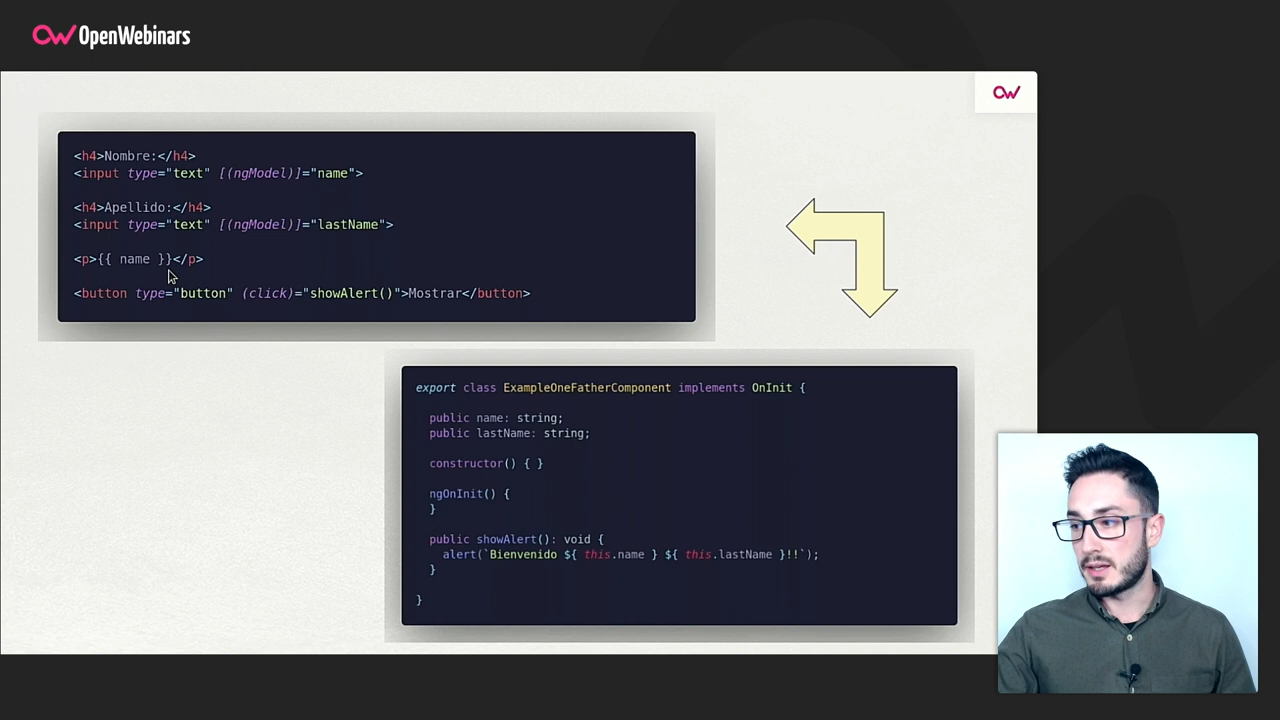 OW OpenWebinars
OW
<h4>Nombre:</h4>
<input type="text" [(ngModel)]="name">
<h4>Apellido:</h4>
<input type="text" [(ngModel)]="lastName">
<p>{{ name }}</p>
<button type="button" (click)="showAlert()">Mostrar</button>
export class ExampleOneFatherComponent implements OnInit {
public name: string;
public lastName: string;
constructor() { }
ngOnInit() {
}
public showAlert(): void {
alert(`Bienvenido ${ this.name } ${ this.lastName }!!`);
}
}